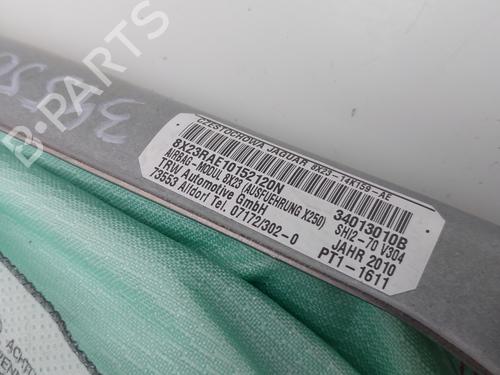 CZESTOCHOWA JAGUAR 8X23-14K159-AE
8X23RAE10152120N
34013010B
AIRBAG-MODUL 8X23 (AUSFUEHRUNG X250)
SHI2-70 V304
TRW Automotive GmbH
JAHR 2010
73553 Alfdorf Tel. 07172/302-0
PT1-1611
ACHTU
B-PARTS